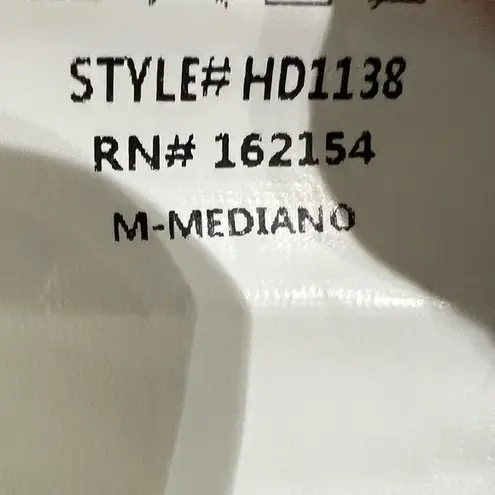 STYLE# HD1138
RN# 162154
M-MEDIANO